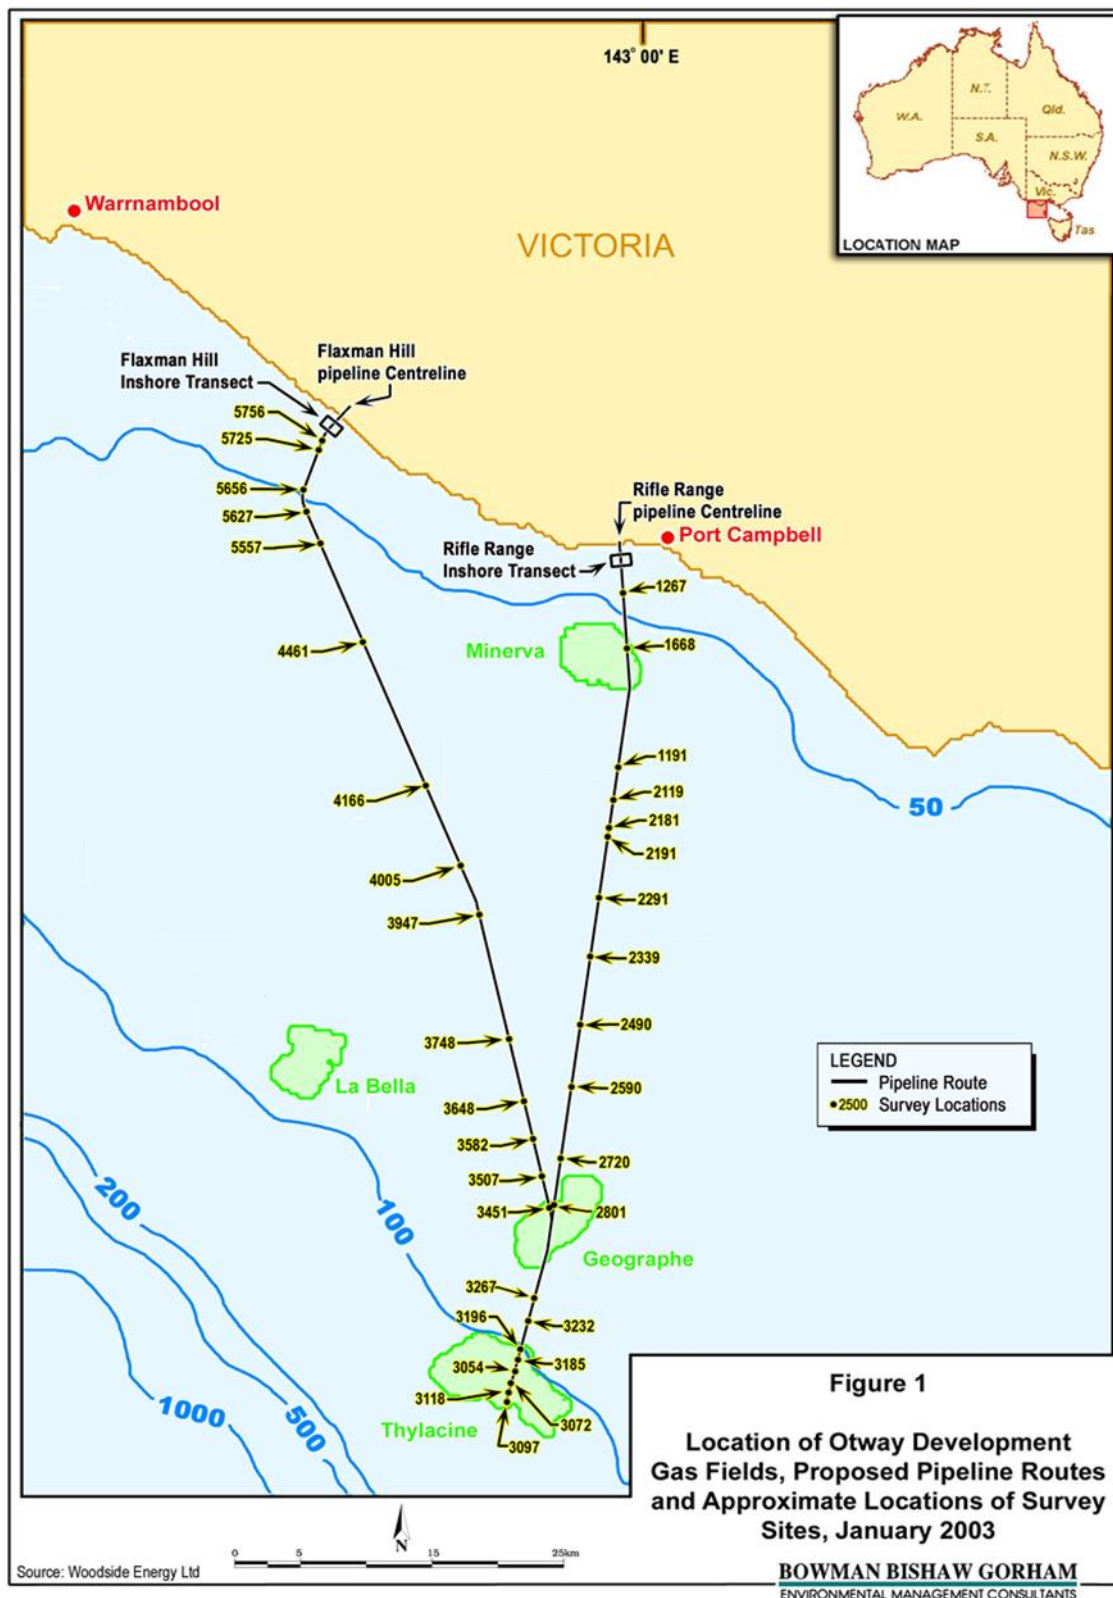 143° 00' E
W.A.
N.T.
Qld.
S.A.
N.S.W.
Vic.
Tas
LOCATION MAP
Warrnambool
VICTORIA
Flaxman Hill
Inshore Transect
Flaxman Hill
pipeline Centreline
5756
5725
5656
5627
5557
Rifle Range
pipeline Centreline
Port Campbell
Rifle Range
Inshore Transect
1267
4461
Minerva
1668
1191
4166
2119
50
2181
2191
4005
2291
3947
2339
2490
3748
La Bella
2590
3648
3582
2720
3507
3451
2801
200
100
Geographe
3267
3196
3232
3054
3185
3118
3072
Thylacine
3097
1000
500
LEGEND
Pipeline Route
2500 Survey Locations
Figure 1
Location of Otway Development
Gas Fields, Proposed Pipeline Routes
and Approximate Locations of Survey
Sites, January 2003
N
0 5 15 25km
Source: Woodside Energy Ltd
BOWMAN BISHAW GORHAM
ENVIRONMENTAL MANAGEMENT CONSULTANTS